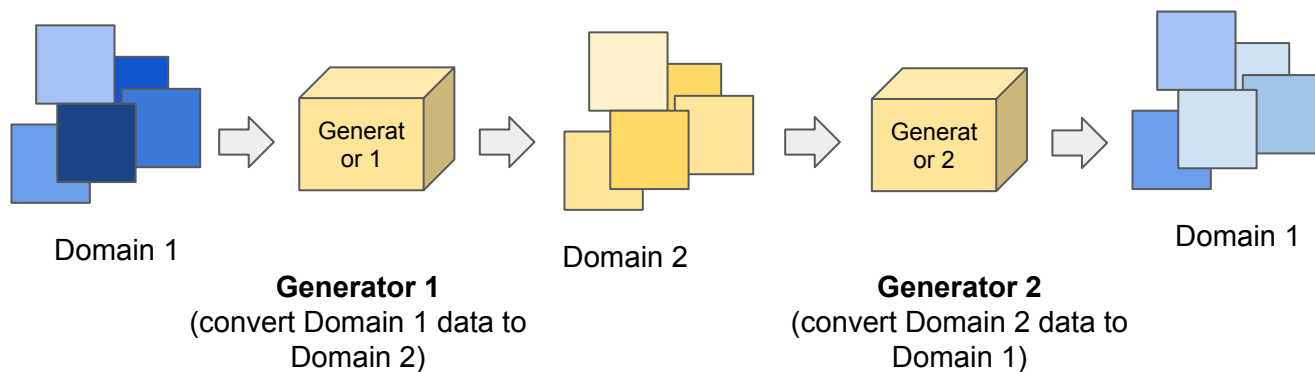 Generat
or 1
Generat
or 2
Domain 1
Domain 2
Domain 1
Generator 1
(convert Domain 1 data to
Domain 2)
Generator 2
(convert Domain 2 data to
Domain 1)